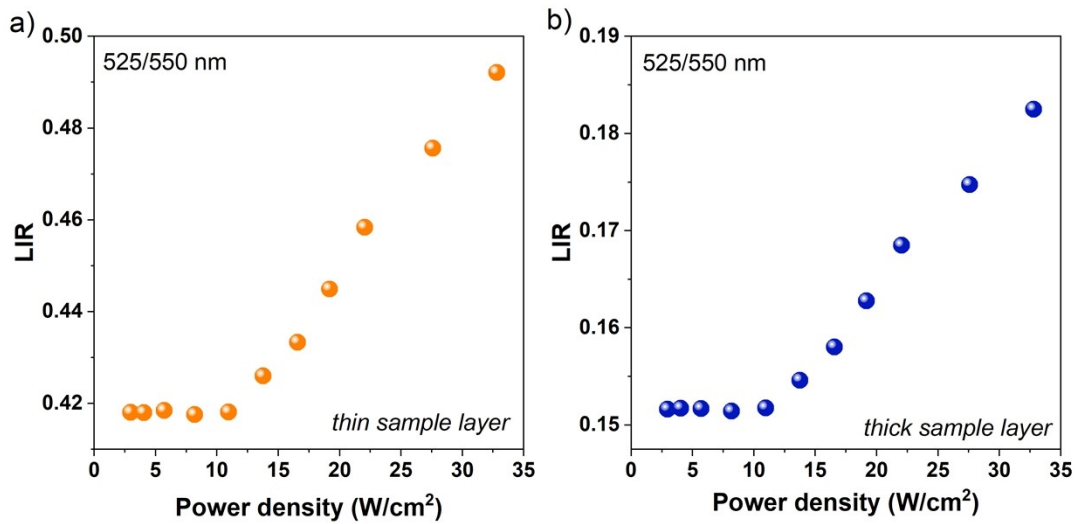 a)
525/550 nm
0.50
0.48
0.46
0.44
0.42
LIR
thin sample layer
0 5 10 15 20 25 30 35
Power density (W/cm²)
b)
525/550 nm
0.19
0.18
0.17
0.16
0.15
LIR
thick sample layer
0 5 10 15 20 25 30 35
Power density (W/cm²)